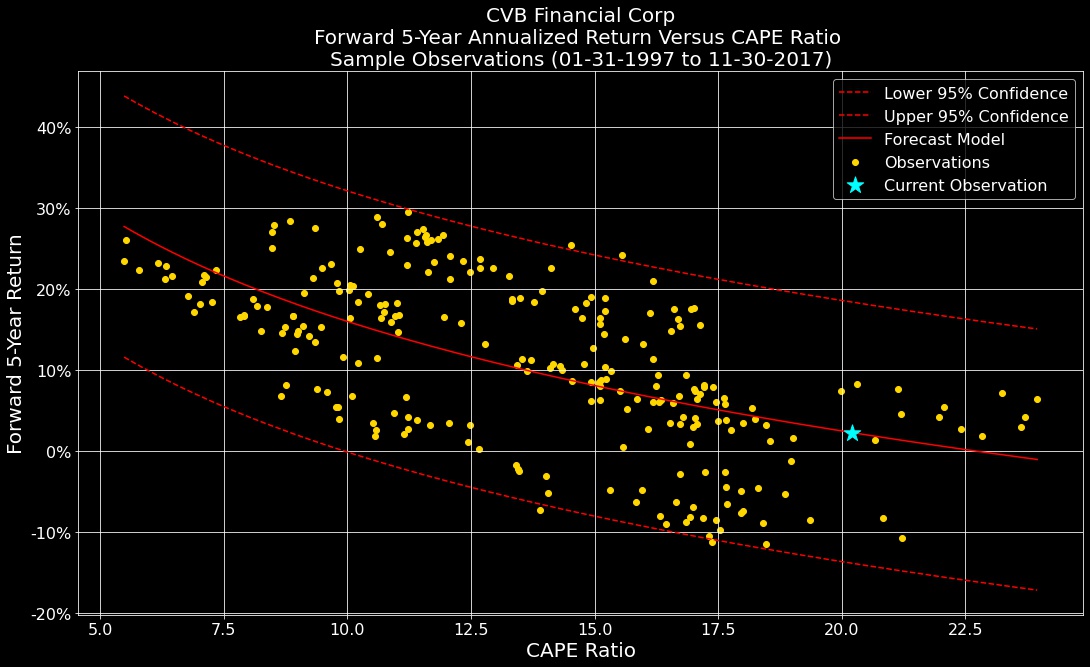 CVB Financial Corp
Forward 5-Year Annualized Return Versus CAPE Ratio
Sample Observations (01-31-1997 to 11-30-2017)
Lower 95% Confidence
Upper 95% Confidence
Forecast Model
Observations
Current Observation
Forward 5-Year Return
40%
30%
20%
10%
0%
-10%
-20%
5.0 7.5 10.0 12.5 15.0 17.5 20.0 22.5
CAPE Ratio